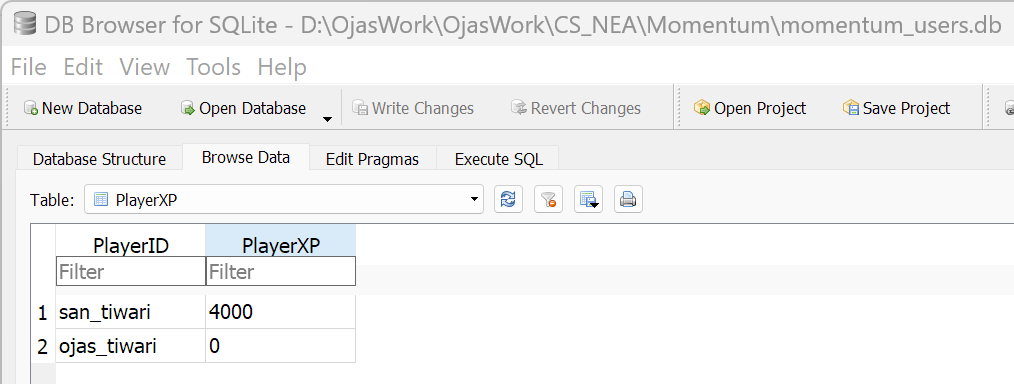 DB Browser for SQLite - D:\OjasWork\OjasWork\CS_NEA\Momentum\momentum_users.db
File Edit View Tools Help
New Database Open Database Write Changes Revert Changes Open Project Save Project
Database Structure Browse Data Edit Pragmas Execute SQL
Table: PlayerXP
PlayerID PlayerXP
Filter Filter
1 san_tiwari 4000
2 ojas_tiwari 0